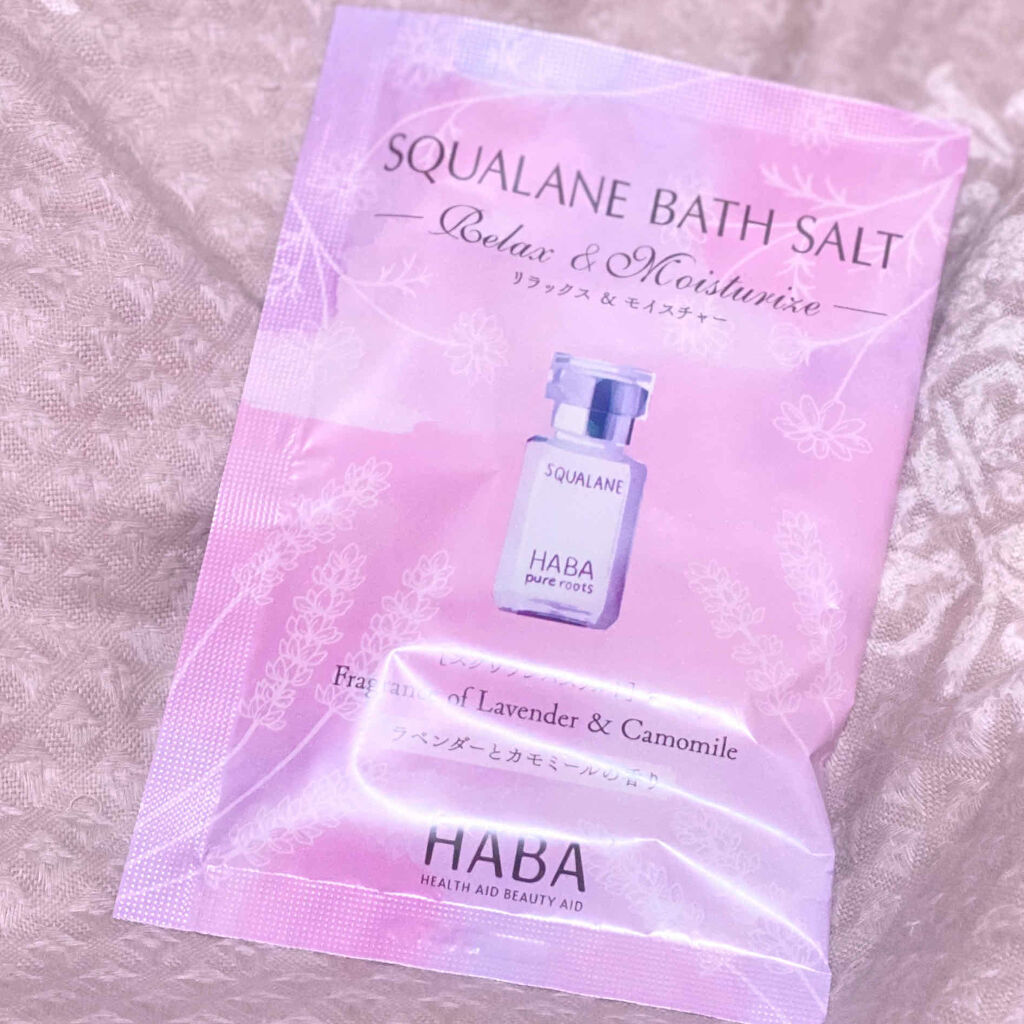 SQUALANE BATH SALT
Relax & Moisturize
リラックス & モイスチャー
SQUALANE
HABA
pure roots
Fragrance of Lavender & Camomile
ラベンダーとカモミールの香り
HABA
HEALTH AID BEAUTY AID